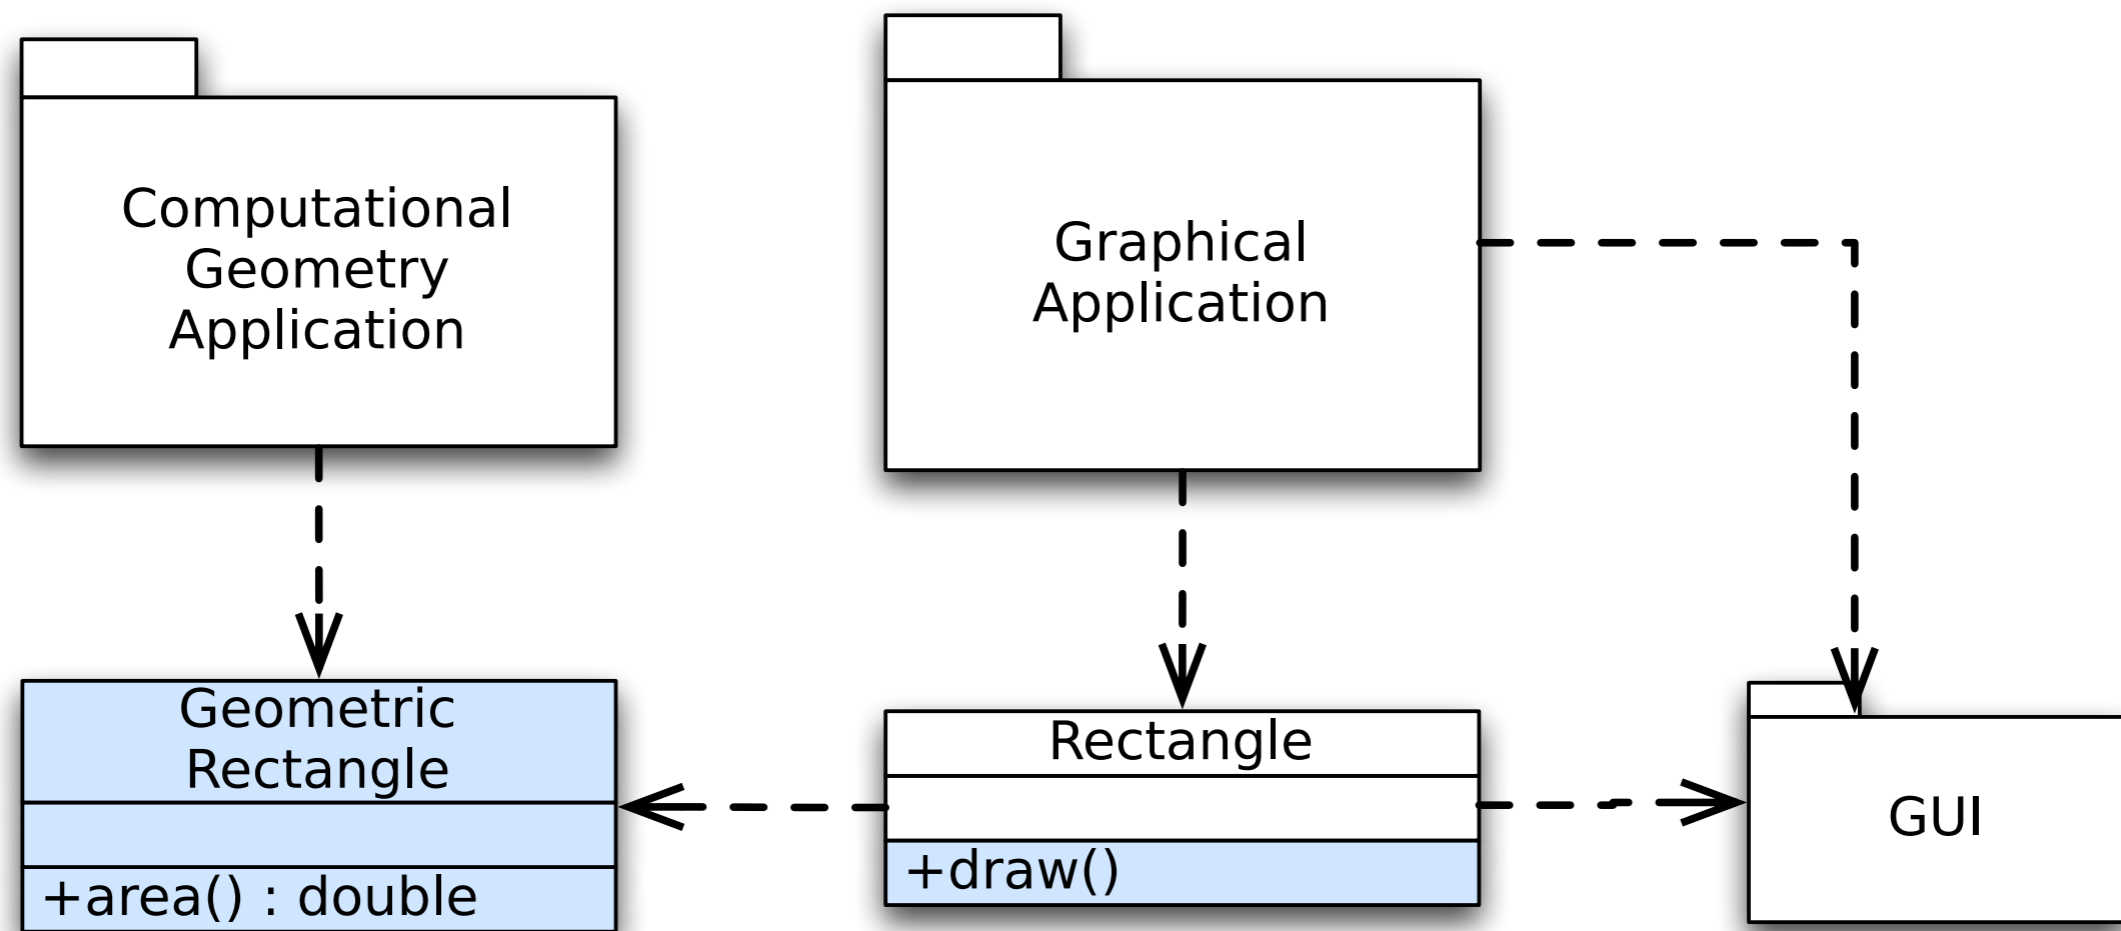 Computational
Geometry
Application
Graphical
Application
Geometric
Rectangle
+area() : double
Rectangle
+draw()
GUI